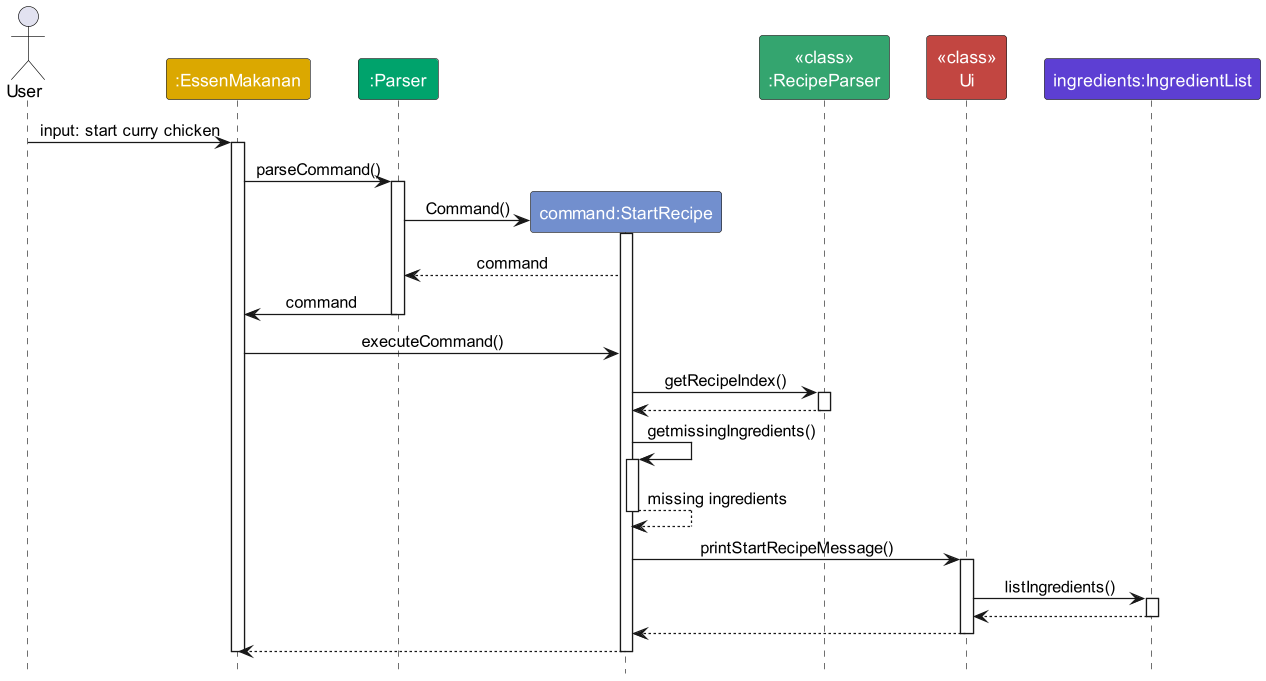 User
:EssenMakanan
:Parser
«class»
:RecipeParser
«class»
Ui
ingredients:IngredientList
input: start curry chicken
parseCommand()
Command()
command:StartRecipe
command
command
executeCommand()
getRecipeIndex()
getmissingIngredients()
missing ingredients
printStartRecipeMessage()
listIngredients()